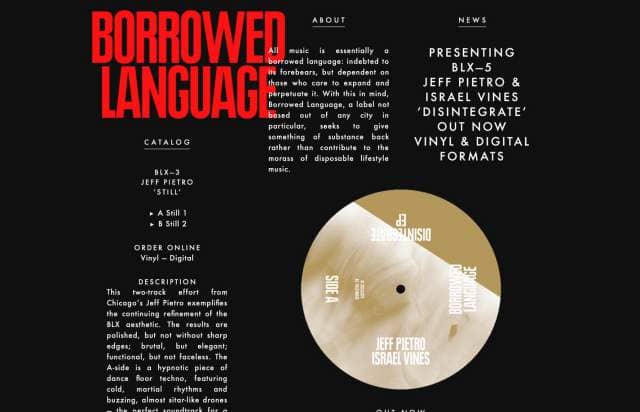 BORROWED
LANGUAGE
ABOUT
All music is essentially a
borrowed language: indebted to
its forebears, but dependent on
those who care to expand and
perpetuate it. With this in mind,
Borrowed Language, a label not
based out of any city in
particular, seeks to give
something of substance back
rather than contribute to the
morass of disposable lifestyle
music.
NEWS
PRESENTING
BLX–5
JEFF PIETRO &
ISRAEL VINES
‘DISINTEGRATE’
OUT NOW
VINYL & DIGITAL
FORMATS
CATALOG
BLX–3
JEFF PIETRO
‘STILL’
▸ A Still 1
▸ B Still 2
ORDER ONLINE
Vinyl – Digital
DESCRIPTION
This two-track effort from
Chicago’s Jeff Pietro exemplifies
the continuing refinement of the
BLX aesthetic. The results are
polished, but not without sharp
edges; brutal, but elegant;
functional, but not faceless. The
A-side is a hypnotic piece of
dance floor techno, featuring
cold, martial rhythms and
buzzing, almost sitar-like drones
– the perfect soundtrack for a
DISINTEGRATE
EP
SIDE A
BORROWED
LANGUAGE
JEFF PIETRO
ISRAEL VINES
OUT NOW